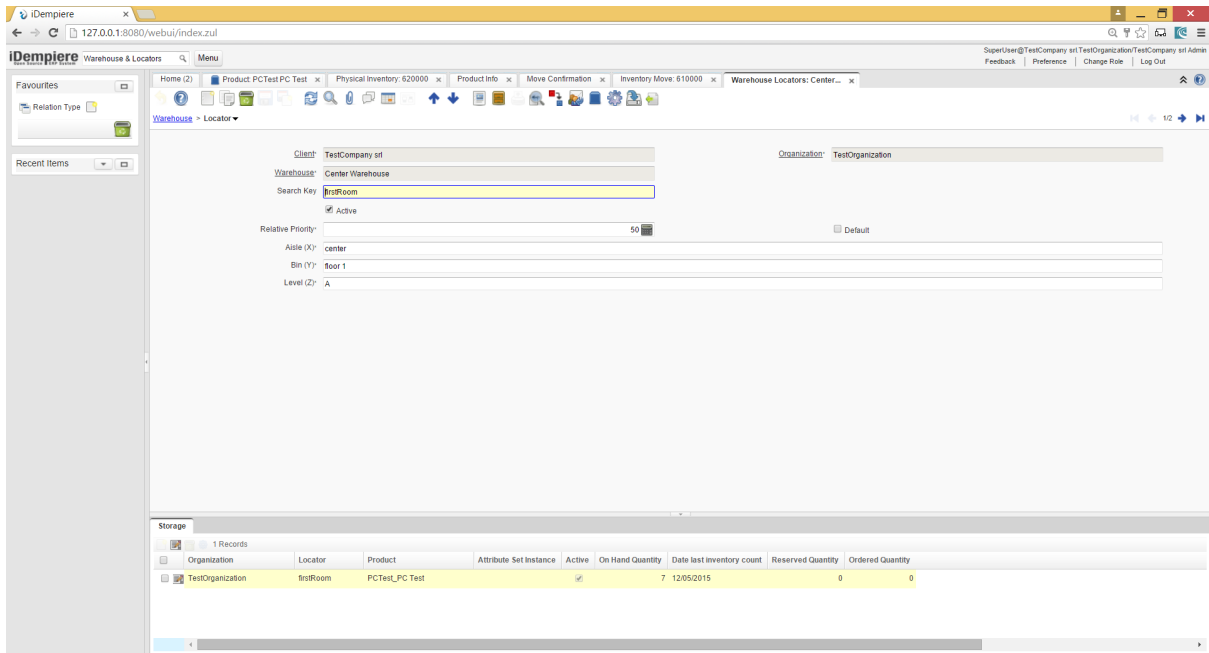 iDempiere
127.0.0.1:8080/webui/index.zul
iDempiere Warehouse & Locators Menu
Open Source ERP System
SuperUser@TestCompany srl.TestOrganization/TestCompany srl Admin
Feedback | Preference | Change Role | Log Out
Favourites
Relation Type
Recent Items
Home (2) Product: PCTest PC Test Physical Inventory: 620000 Product Info Move Confirmation Inventory Move: 610000 Warehouse Locators: Center...
Warehouse > Locator
1/2
Client TestCompany srl Organization TestOrganization
Warehouse Center Warehouse
Search Key firstRoom
Active
Relative Priority 50 Default
Aisle (X) center
Bin (Y) floor 1
Level (Z) A
Storage
1 Records
Organization Locator Product Attribute Set Instance Active On Hand Quantity Date last inventory count Reserved Quantity Ordered Quantity
TestOrganization firstRoom PCTest_PC Test 7 12/05/2015 0 0